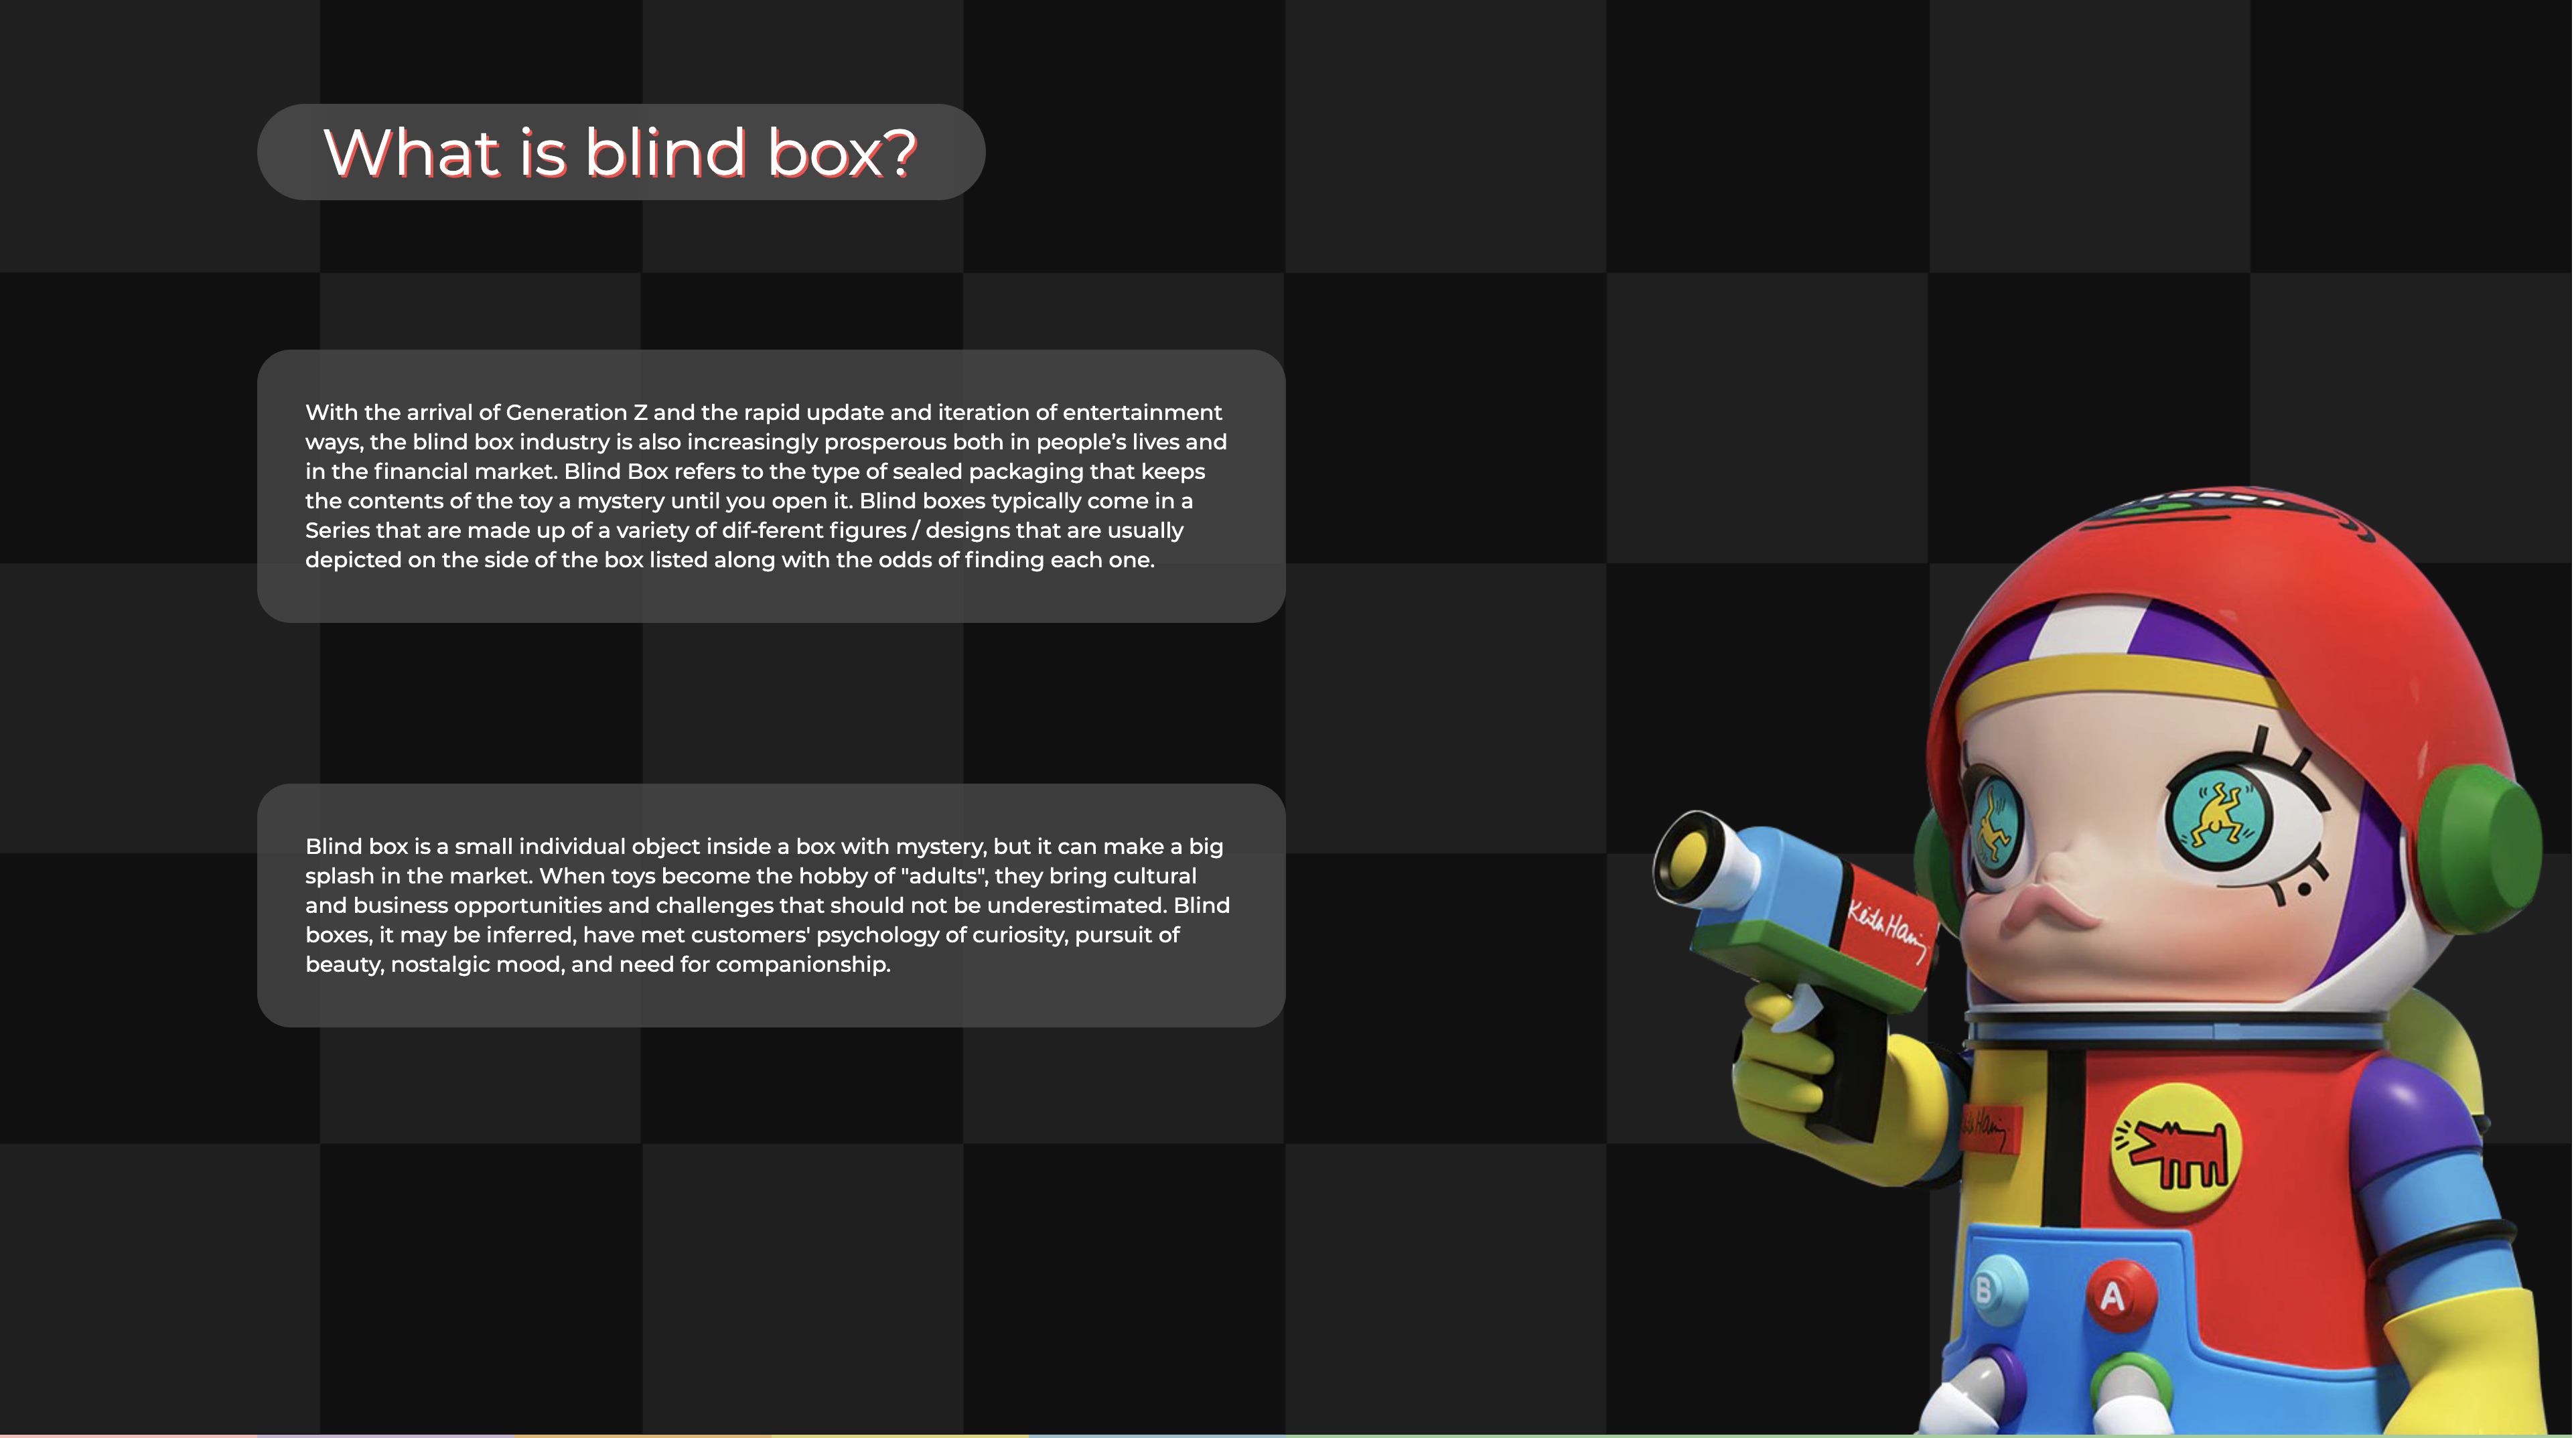 What is blind box?
With the arrival of Generation Z and the rapid update and iteration of entertainment
ways, the blind box industry is also increasingly prosperous both in people’s lives and
in the financial market. Blind Box refers to the type of sealed packaging that keeps
the contents of the toy a mystery until you open it. Blind boxes typically come in a
Series that are made up of a variety of dif-ferent figures / designs that are usually
depicted on the side of the box listed along with the odds of finding each one.
Blind box is a small individual object inside a box with mystery, but it can make a big
splash in the market. When toys become the hobby of "adults", they bring cultural
and business opportunities and challenges that should not be underestimated. Blind
boxes, it may be inferred, have met customers' psychology of curiosity, pursuit of
beauty, nostalgic mood, and need for companionship.
Keith Haring
B
A